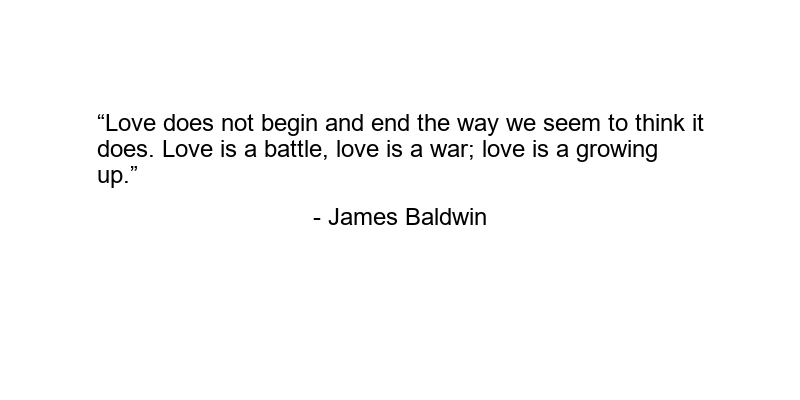 “Love does not begin and end the way we seem to think it
does. Love is a battle, love is a war; love is a growing
up.”
- James Baldwin